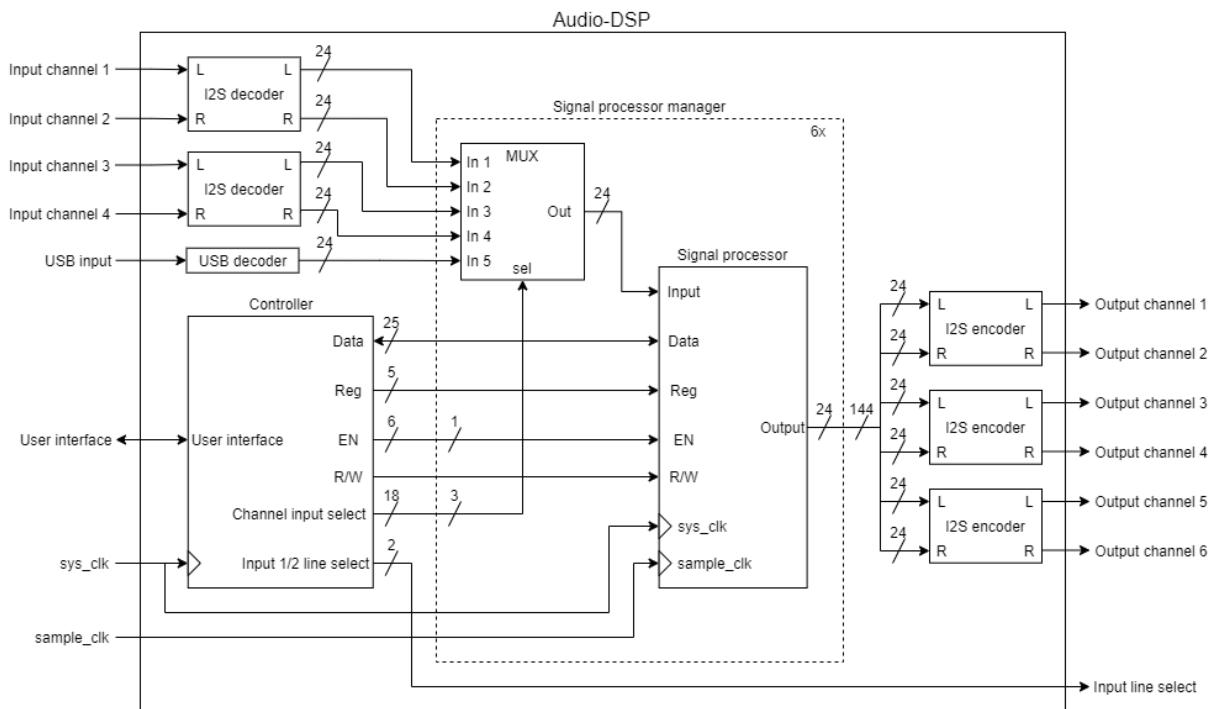 Audio-DSP
Input channel 1
L
L
24
I2S decoder
Input channel 2
R
R
24
Signal processor manager
6x
Input channel 3
L
L
24
I2S decoder
Input channel 4
R
R
24
USB input
USB decoder
24
MUX
In 1
In 2
In 3
In 4
In 5
Out
sel
24
Controller
Data
25
Reg
5
User interface
User interface
EN
6
1
R/W
Channel input select
18
3
Input 1/2 line select
2
sys_clk
sample_clk
Signal processor
Input
Data
Reg
EN
R/W
sys_clk
sample_clk
Output
24
144
24
L
L
Output channel 1
I2S encoder
24
R
R
Output channel 2
24
L
L
Output channel 3
I2S encoder
24
R
R
Output channel 4
24
L
L
Output channel 5
I2S encoder
24
R
R
Output channel 6
Input line select